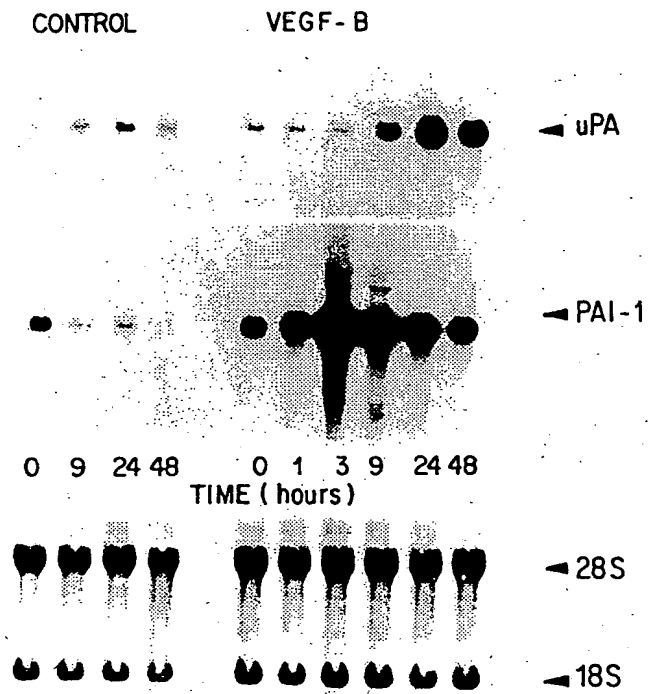 CONTROL VEGF-B
uPA
PAI-1
0 9 24 48 0 1 3 9 24 48
TIME (hours)
28S
18S